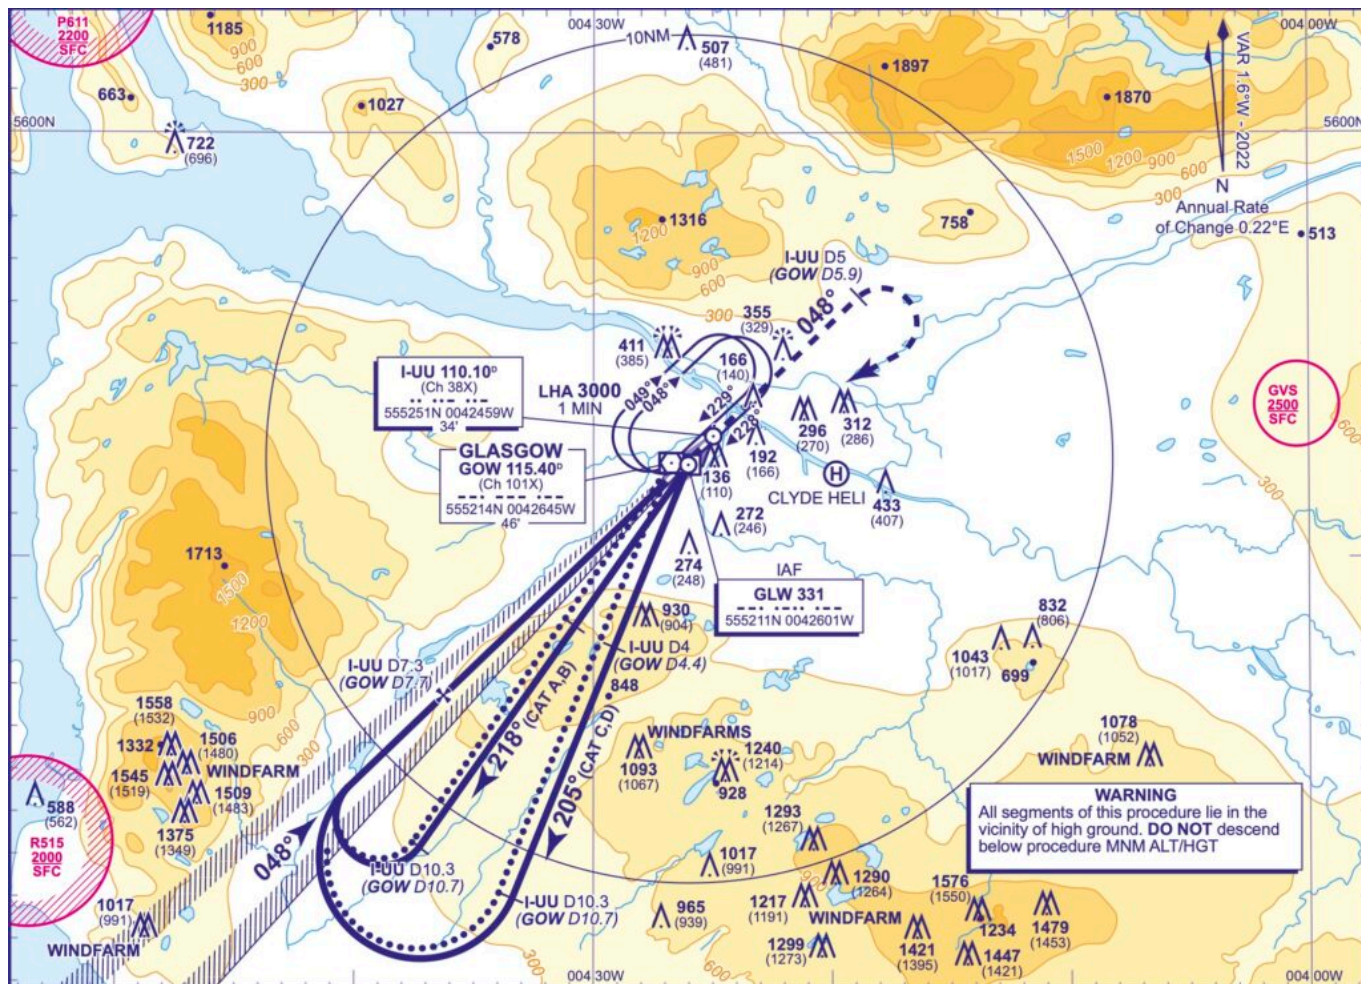 P611
2200
SFC
1185
900
600
300
578
004 30W
10NM
507
(481)
1897
1870
004 00W
VAR 1.6°W - 2022
663
1027
5600N
5600N
722
(696)
1500
1200
900
600
300
N
Annual Rate
of Change 0.22°E
513
1316
1200
900
600
300
758
I-UU D5
(GOW D5.9)
048°
355
(329)
411
(385)
166
(140)
I-UU 110.10ᴰ
(Ch 38X)
555251N 0042459W
34'
LHA 3000
1 MIN
049°
048°
229°
228°
296
(270)
312
(286)
GVS
2500
SFC
600
GLASGOW
GOW 115.40ᴰ
(Ch 101X)
555214N 0042645W
46'
136
(110)
192
(166)
H
CLYDE HELI
433
(407)
300
272
(246)
274
(248)
IAF
GLW 331
555211N 0042601W
1713
1500
1200
900
600
300
930
(904)
I-UU D4
(GOW D4.4)
848
832
(806)
1043
(1017)
699
I-UU D7.3
(GOW D7.7)
218° (CAT A,B)
205° (CAT C,D)
1558
(1532)
1332
1506
(1480)
1545
(1519)
WINDFARM
1509
(1483)
1375
(1349)
588
(562)
R515
2000
SFC
WINDFARMS
1093
(1067)
1240
(1214)
928
1078
(1052)
WINDFARM
WARNING
All segments of this procedure lie in the
vicinity of high ground. DO NOT descend
below procedure MNM ALT/HGT
1293
(1267)
048°
I-UU D10.3
(GOW D10.7)
I-UU D10.3
(GOW D10.7)
1017
(991)
1290
(1264)
1217
(1191)
WINDFARM
1576
(1550)
1234
1479
(1453)
1017
(991)
WINDFARM
965
(939)
1299
(1273)
1421
(1395)
1447
(1421)
300
600
300
004 30W
004 00W